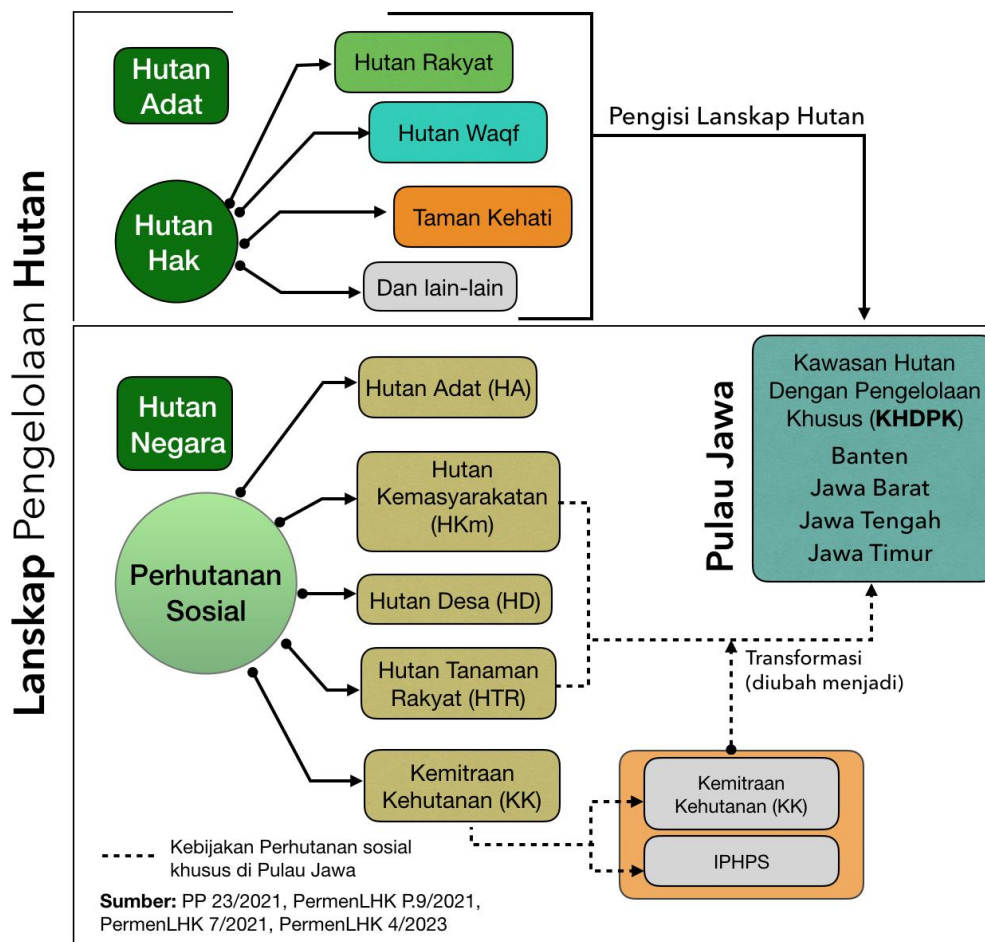 Lanskap Pengelolaan Hutan
Hutan
Adat
Hutan
Hak
Hutan Rakyat
Hutan Waqf
Taman Kehati
Dan lain-lain
Pengisi Lanskap Hutan
Hutan
Negara
Perhutanan
Sosial
Hutan Adat (HA)
Hutan
Kemasyarakatan
(HKm)
Hutan Desa (HD)
Hutan Tanaman
Rakyat (HTR)
Kemitraan
Kehutanan (KK)
Pulau Jawa
Kawasan Hutan
Dengan Pengelolaan
Khusus (KHDPK)
Banten
Jawa Barat
Jawa Tengah
Jawa Timur
Transformasi
(diubah menjadi)
Kemitraan
Kehutanan (KK)
IPHPS
Kebijakan Perhutanan sosial
khusus di Pulau Jawa
Sumber: PP 23/2021, PermenLHK P.9/2021,
PermenLHK 7/2021, PermenLHK 4/2023